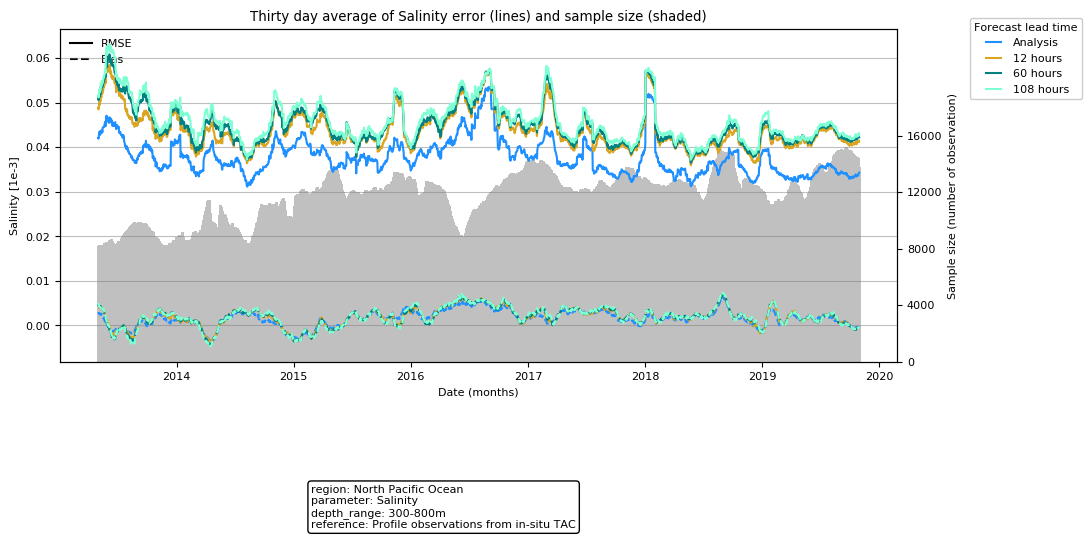 Thirty day average of Salinity error (lines) and sample size (shaded)
Forecast lead time
Analysis
12 hours
60 hours
108 hours
RMSE
Bias
Salinity [1e-3]
0.06
0.05
0.04
0.03
0.02
0.01
0.00
Sample size (number of observation)
16000
12000
8000
4000
0
2014 2015 2016 2017 2018 2019 2020
Date (months)
region: North Pacific Ocean
parameter: Salinity
depth_range: 300-800m
reference: Profile observations from in-situ TAC